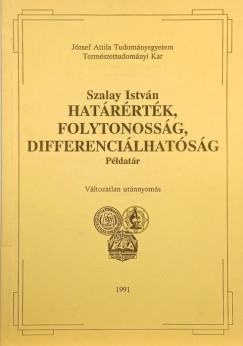 József Attila Tudományegyetem
Természettudományi Kar
Szalay István
HATÁRÉRTÉK,
FOLYTONOSSÁG,
DIFFERENCIÁLHATÓSÁG
Példatár
Változatlan utánnyomás
1991